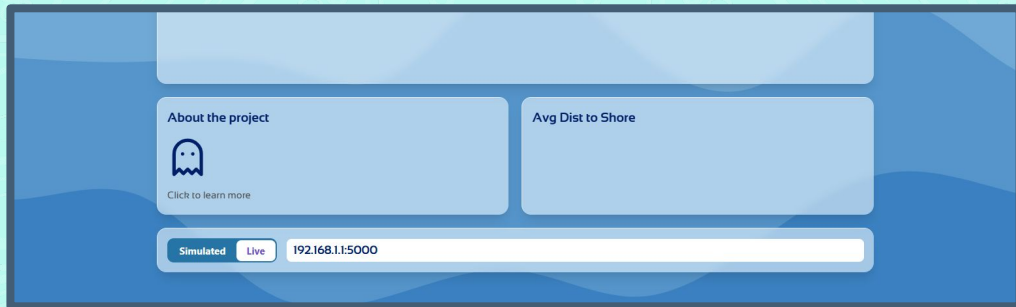 About the project
Avg Dist to Shore
Click to learn more
Simulated Live 192.168.1.1:5000